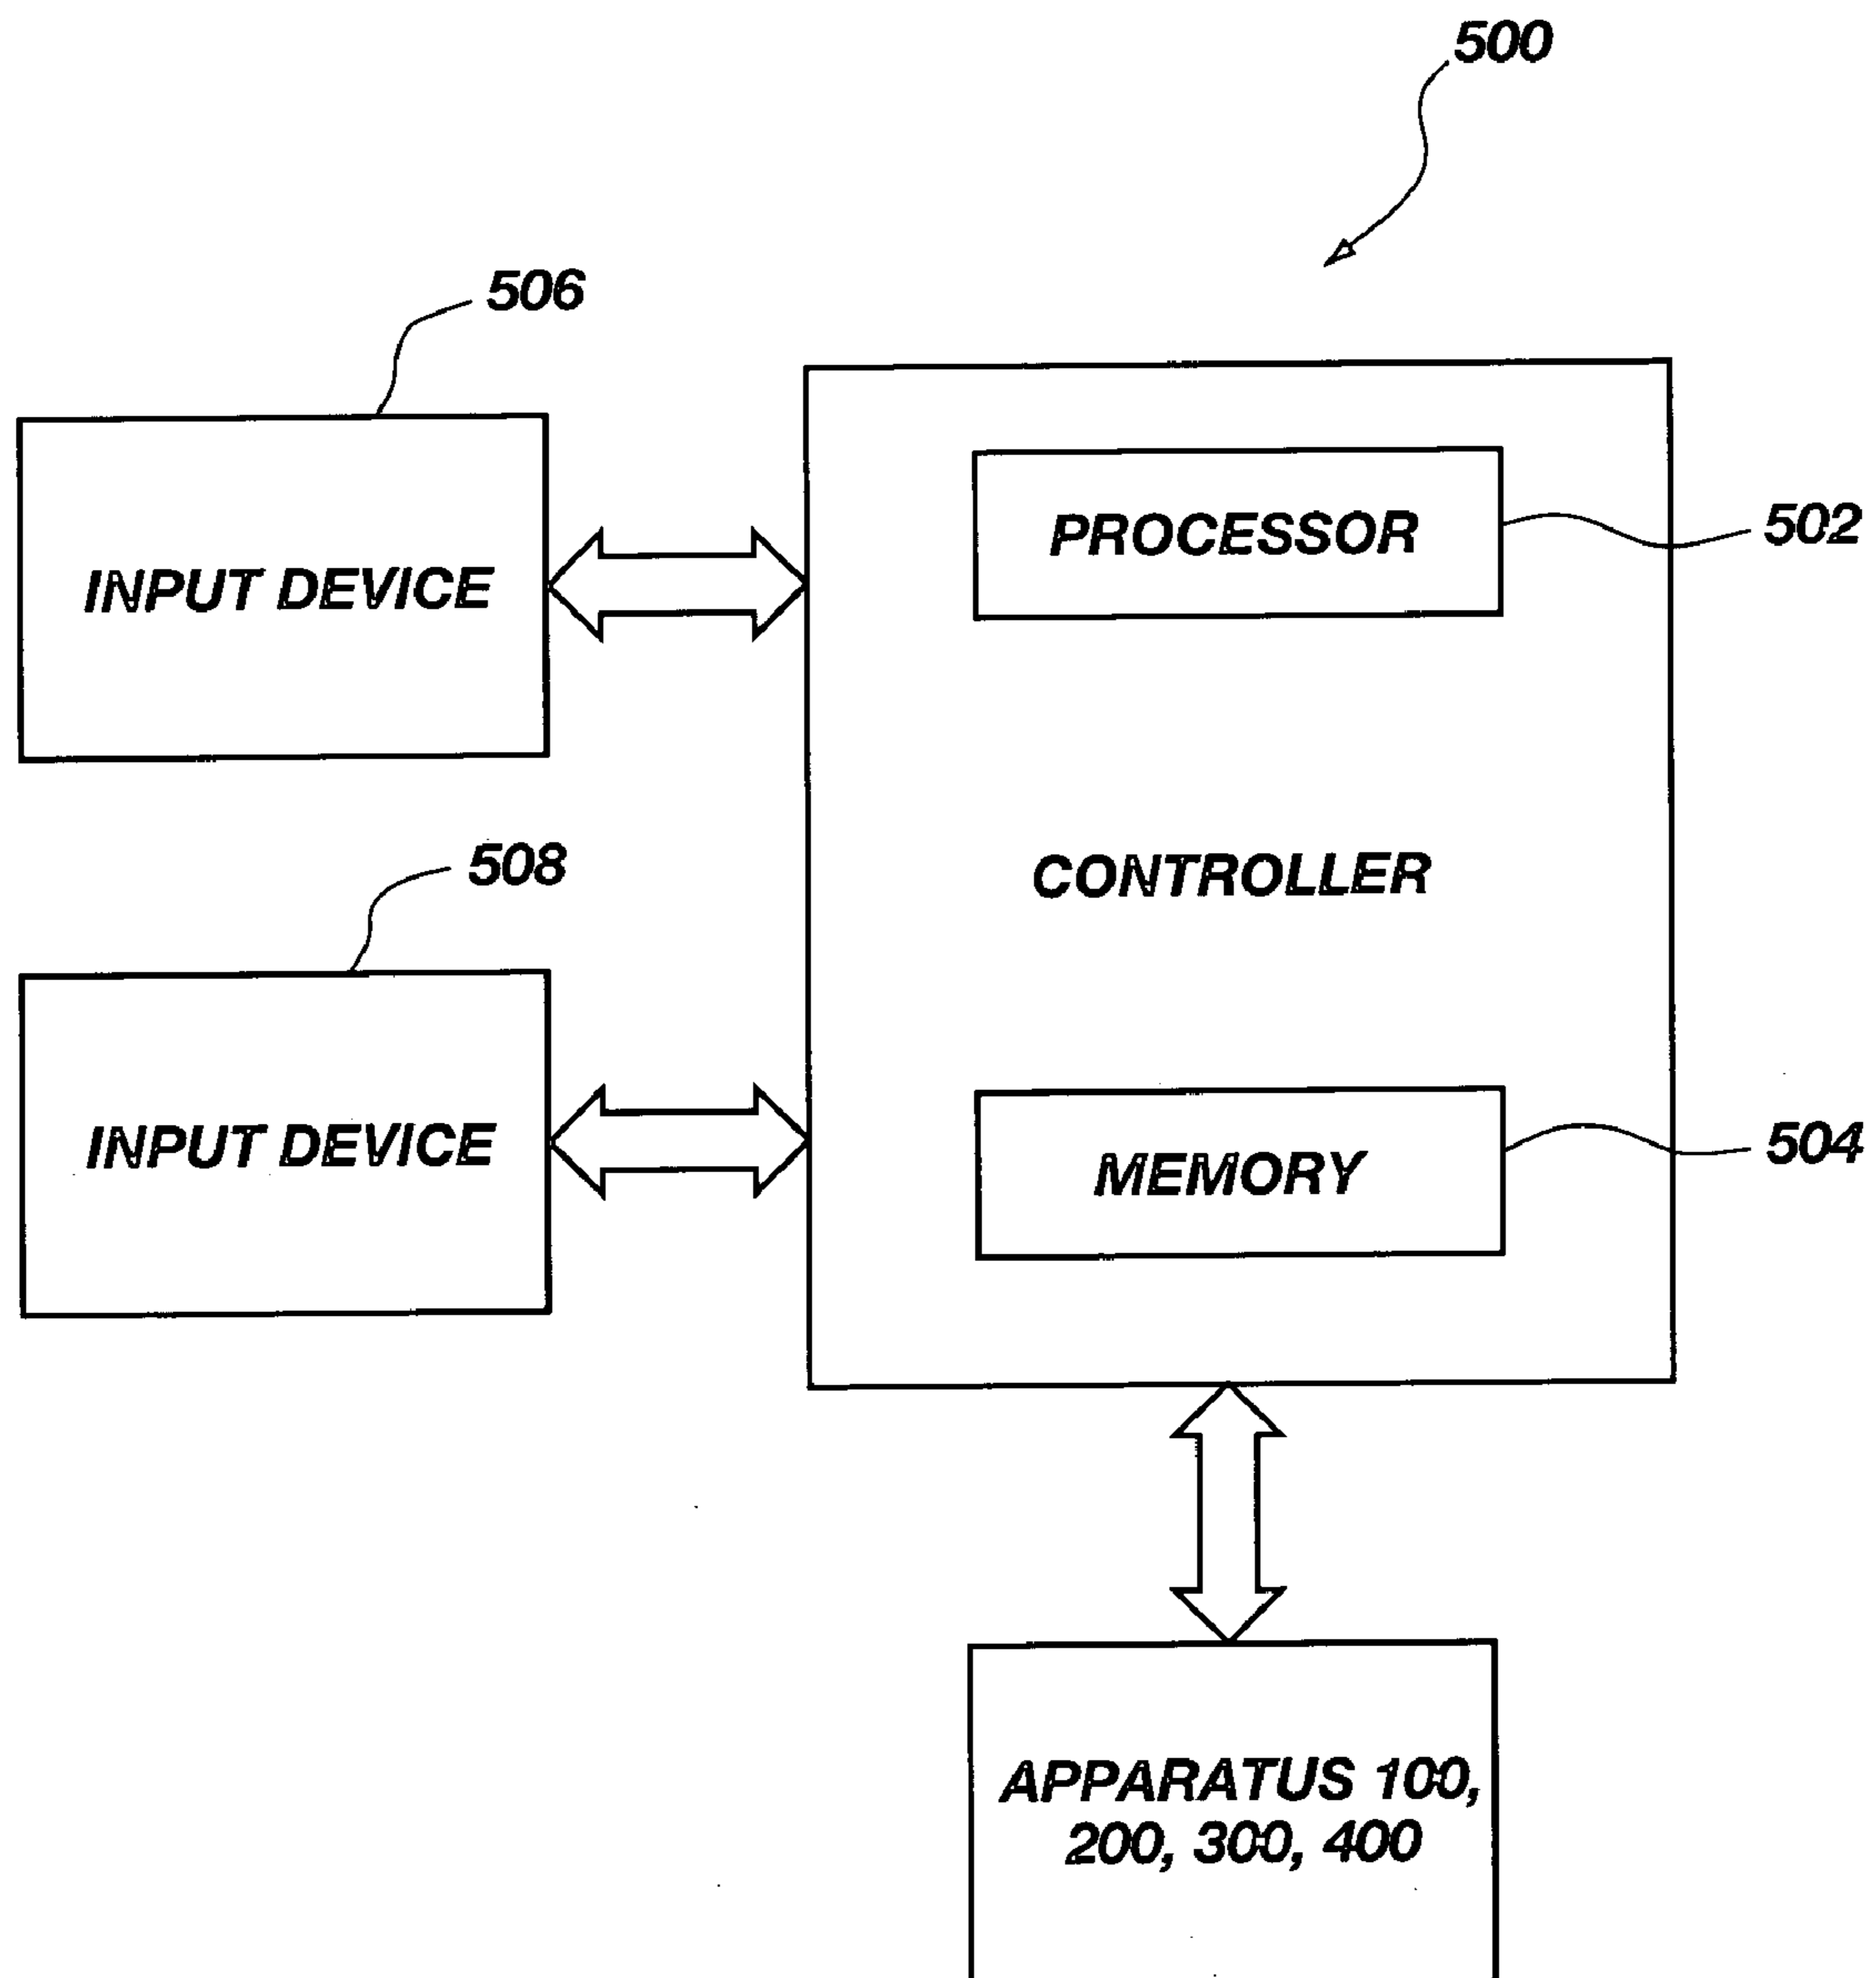 500
506
PROCESSOR
502
INPUT DEVICE
CONTROLLER
508
INPUT DEVICE
MEMORY
504
APPARATUS 100,
200, 300, 400